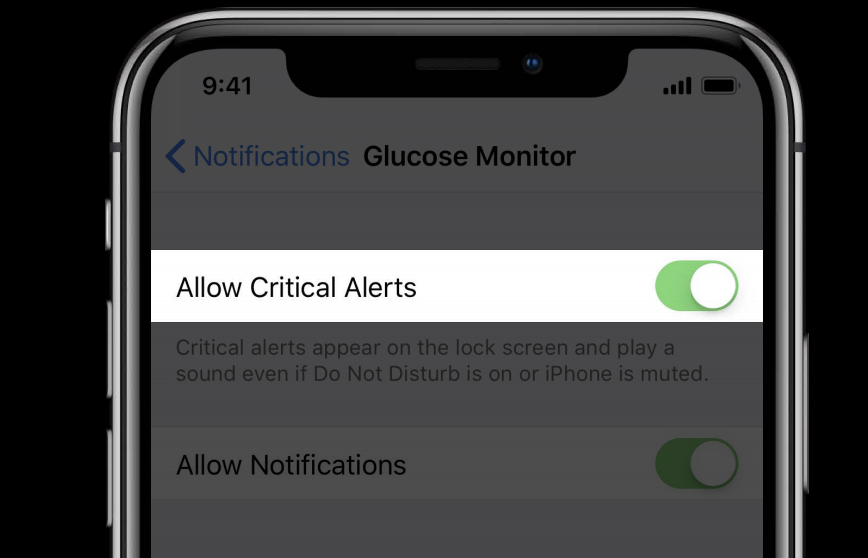 9:41
Notifications Glucose Monitor
Allow Critical Alerts
Critical alerts appear on the lock screen and play a
sound even if Do Not Disturb is on or iPhone is muted.
Allow Notifications